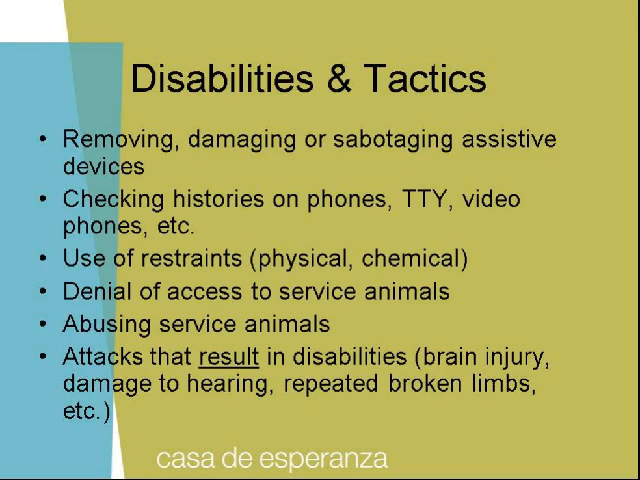 Disabilities & Tactics
• Removing, damaging or sabotaging assistive
devices
• Checking histories on phones, TTY, video
phones, etc.
• Use of restraints (physical, chemical)
• Denial of access to service animals
• Abusing service animals
• Attacks that result in disabilities (brain injury,
damage to hearing, repeated broken limbs,
etc.)
casa de esperanza